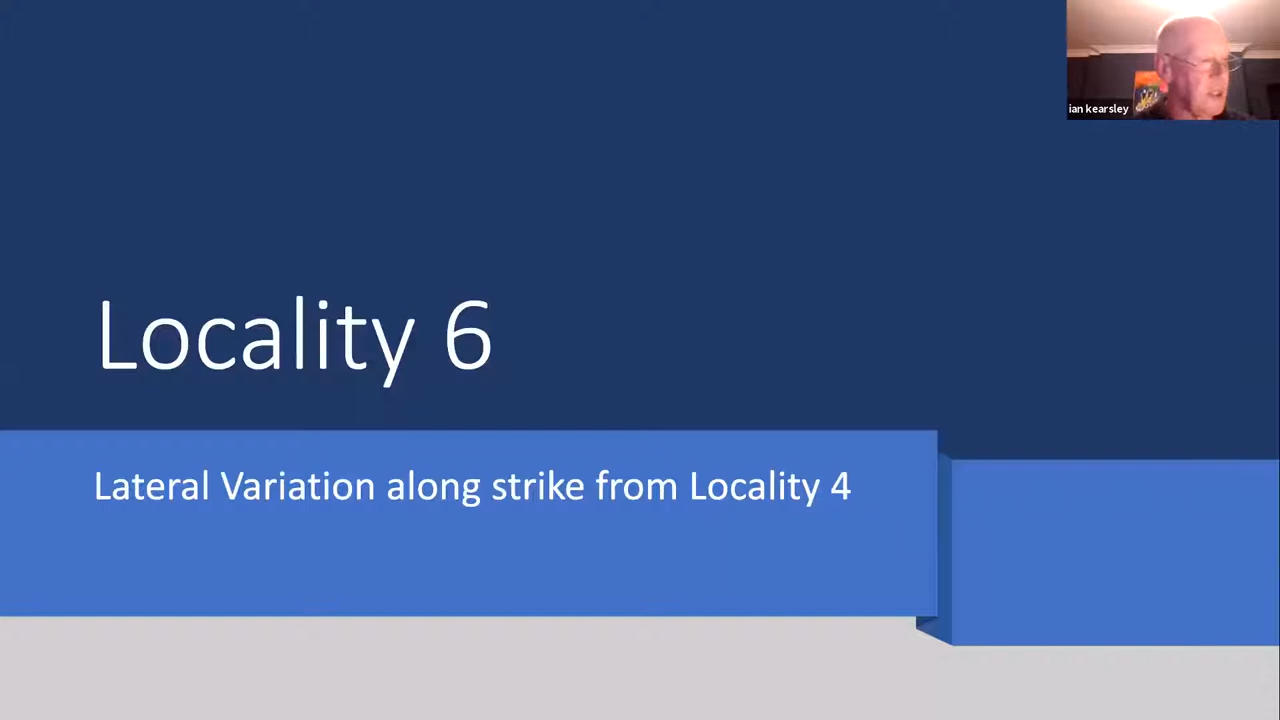 ian kearsley
Locality 6
Lateral Variation along strike from Locality 4